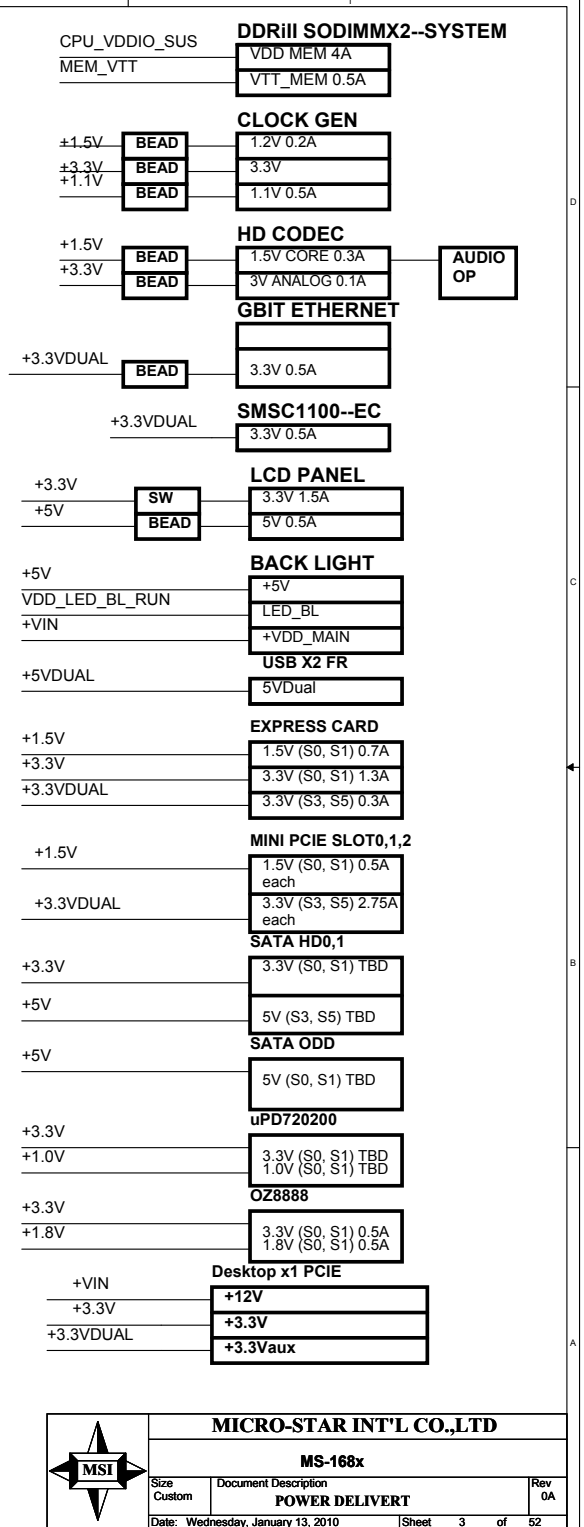 DDRiII SODIMMX2--SYSTEM
CPU_VDDIO_SUS
VDD MEM 4A
MEM_VTT
VTT_MEM 0.5A
CLOCK GEN
+1.5V BEAD 1.2V 0.2A
+3.3V BEAD 3.3V
+1.1V BEAD 1.1V 0.5A
D
HD CODEC
+1.5V BEAD 1.5V CORE 0.3A
+3.3V BEAD 3V ANALOG 0.1A
AUDIO
OP
GBIT ETHERNET
+3.3VDUAL BEAD 3.3V 0.5A
SMSC1100--EC
+3.3VDUAL 3.3V 0.5A
LCD PANEL
+3.3V SW 3.3V 1.5A
+5V BEAD 5V 0.5A
BACK LIGHT
+5V +5V
C
VDD_LED_BL_RUN LED_BL
+VIN +VDD_MAIN
USB X2 FR
+5VDUAL 5VDual
EXPRESS CARD
+1.5V 1.5V (S0, S1) 0.7A
+3.3V 3.3V (S0, S1) 1.3A
+3.3VDUAL 3.3V (S3, S5) 0.3A
MINI PCIE SLOT0,1,2
+1.5V 1.5V (S0, S1) 0.5A
each
+3.3VDUAL 3.3V (S3, S5) 2.75A
each
SATA HD0,1
+3.3V 3.3V (S0, S1) TBD
B
+5V 5V (S3, S5) TBD
SATA ODD
+5V 5V (S0, S1) TBD
uPD720200
+3.3V 3.3V (S0, S1) TBD
+1.0V 1.0V (S0, S1) TBD
OZ8888
+3.3V 3.3V (S0, S1) 0.5A
+1.8V 1.8V (S0, S1) 0.5A
Desktop x1 PCIE
+VIN +12V
+3.3V +3.3V
+3.3VDUAL +3.3Vaux
A
MSI
MICRO-STAR INT'L CO.,LTD
MS-168x
Size Document Description Rev
Custom POWER DELIVERT 0A
Date: Wednesday, January 13, 2010 Sheet 3 of 52